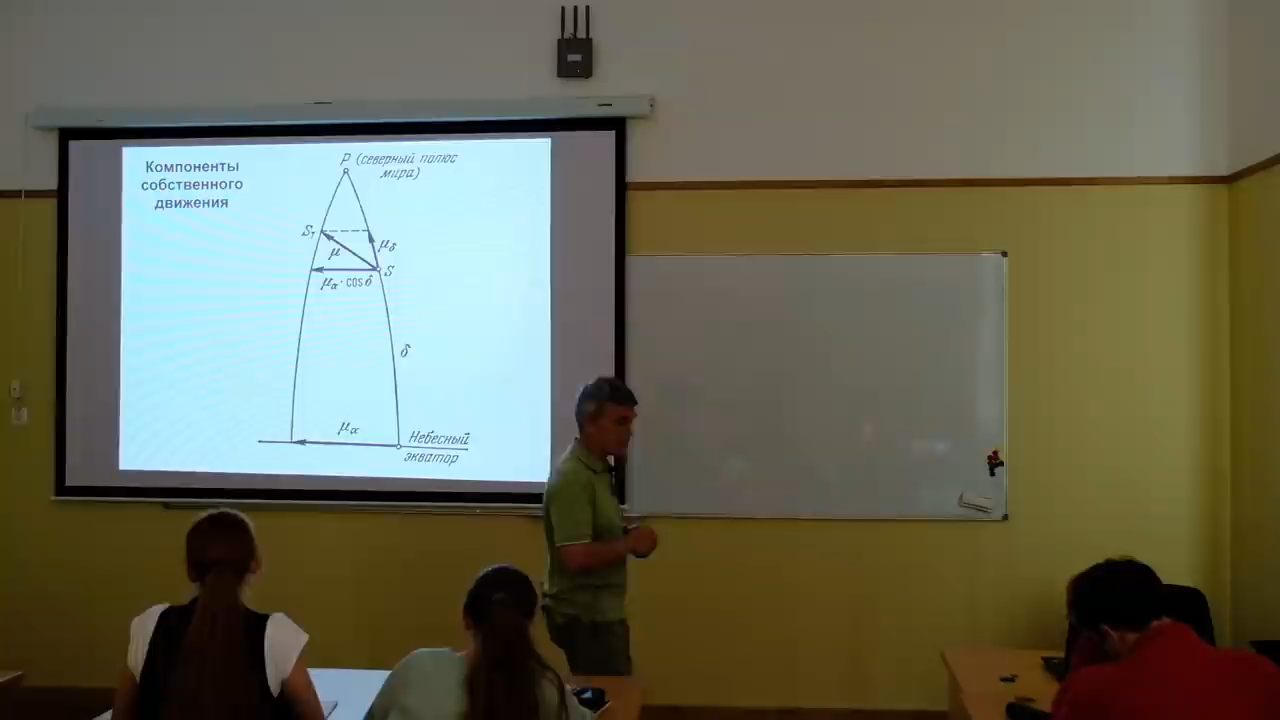 Компоненты
собственного
движения
P (северный полюс
мира)
S₁
μ
μδ
S
μα · cos δ
δ
μα
Небесный
экватор